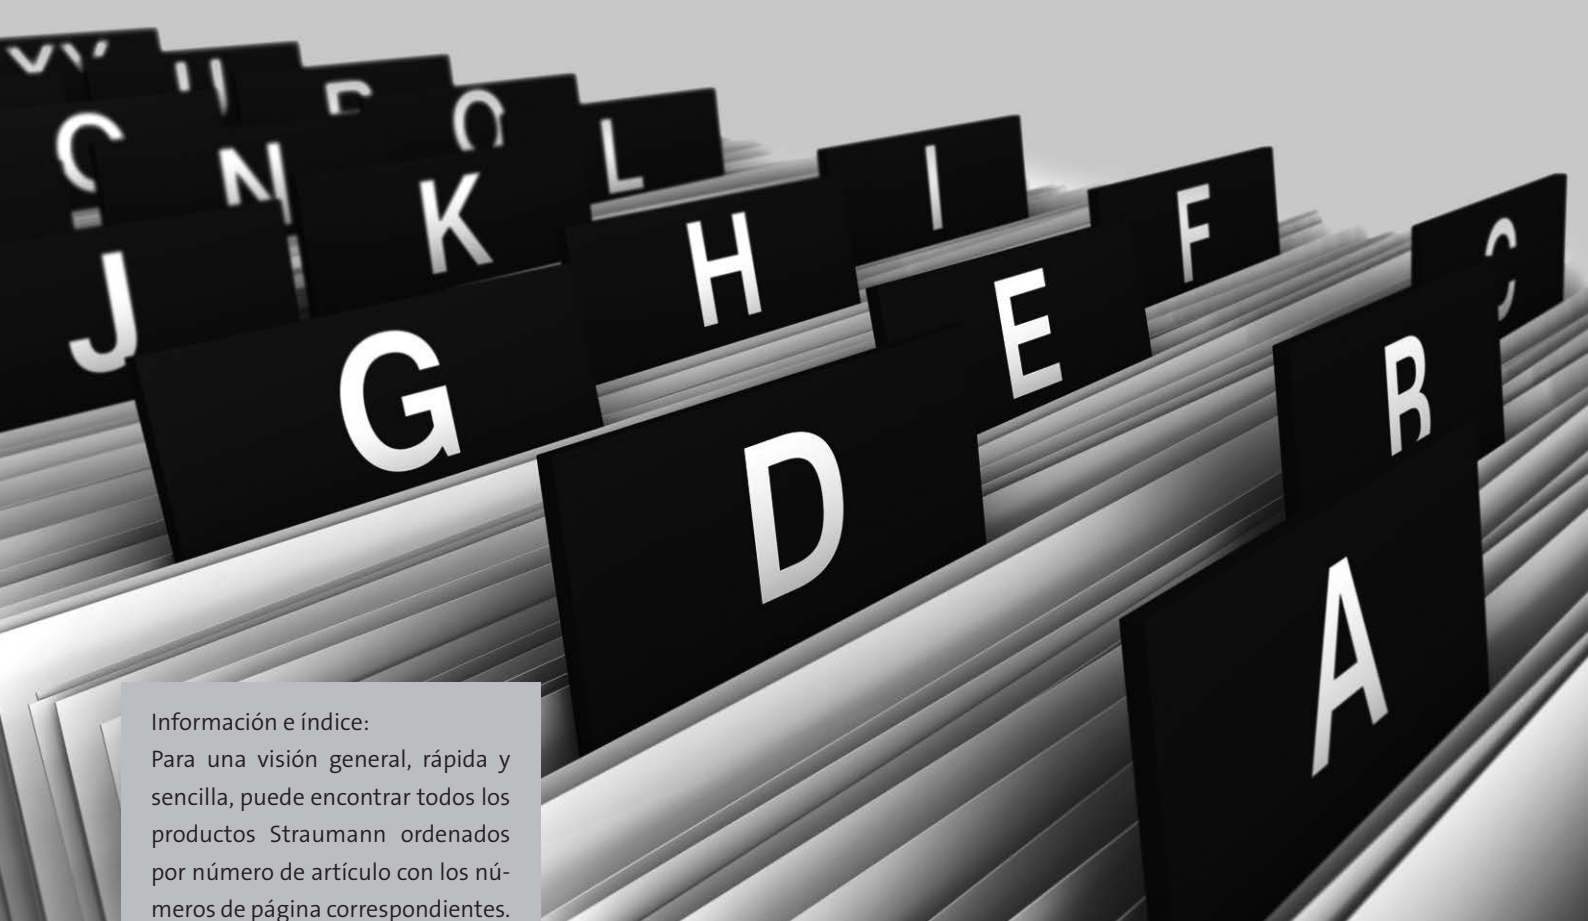 L
I
N
K
F
C
H
J
E
B
G
D
A
Información e índice:
Para una visión general, rápida y
sencilla, puede encontrar todos los
productos Straumann ordenados
por número de artículo con los nú-
meros de página correspondientes.